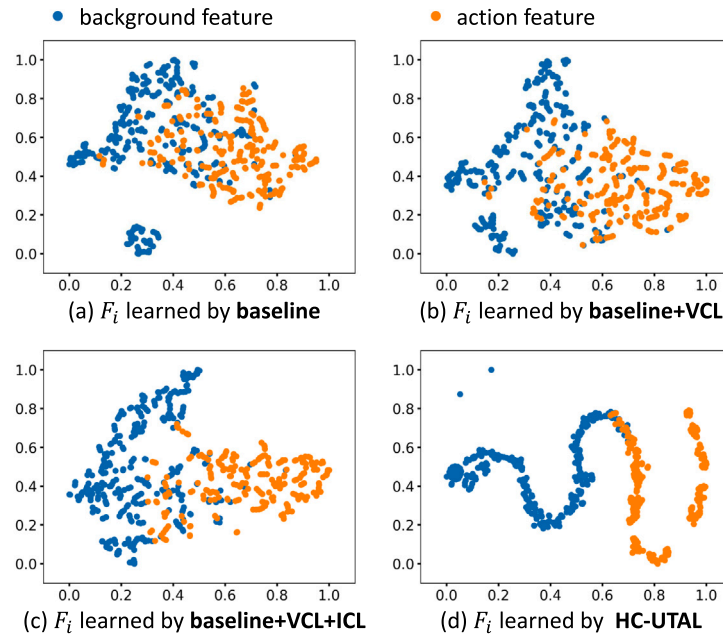 background feature
action feature
1.0
0.8
0.6
0.4
0.2
0.0
0.0 0.2 0.4 0.6 0.8 1.0
(a) F_i learned by baseline
1.0
0.8
0.6
0.4
0.2
0.0
0.0 0.2 0.4 0.6 0.8 1.0
(b) F_i learned by baseline+VCL
1.0
0.8
0.6
0.4
0.2
0.0
0.0 0.2 0.4 0.6 0.8 1.0
(c) F_i learned by baseline+VCL+ICL
1.0
0.8
0.6
0.4
0.2
0.0
0.0 0.2 0.4 0.6 0.8 1.0
(d) F_i learned by HC-UTAL